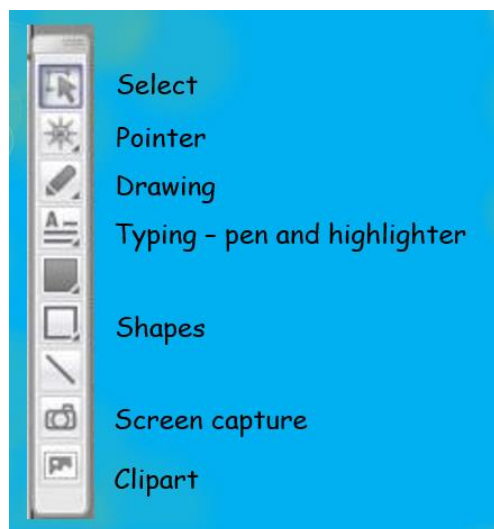 Select
Pointer
Drawing
Typing – pen and highlighter
Shapes
Screen capture
Clipart